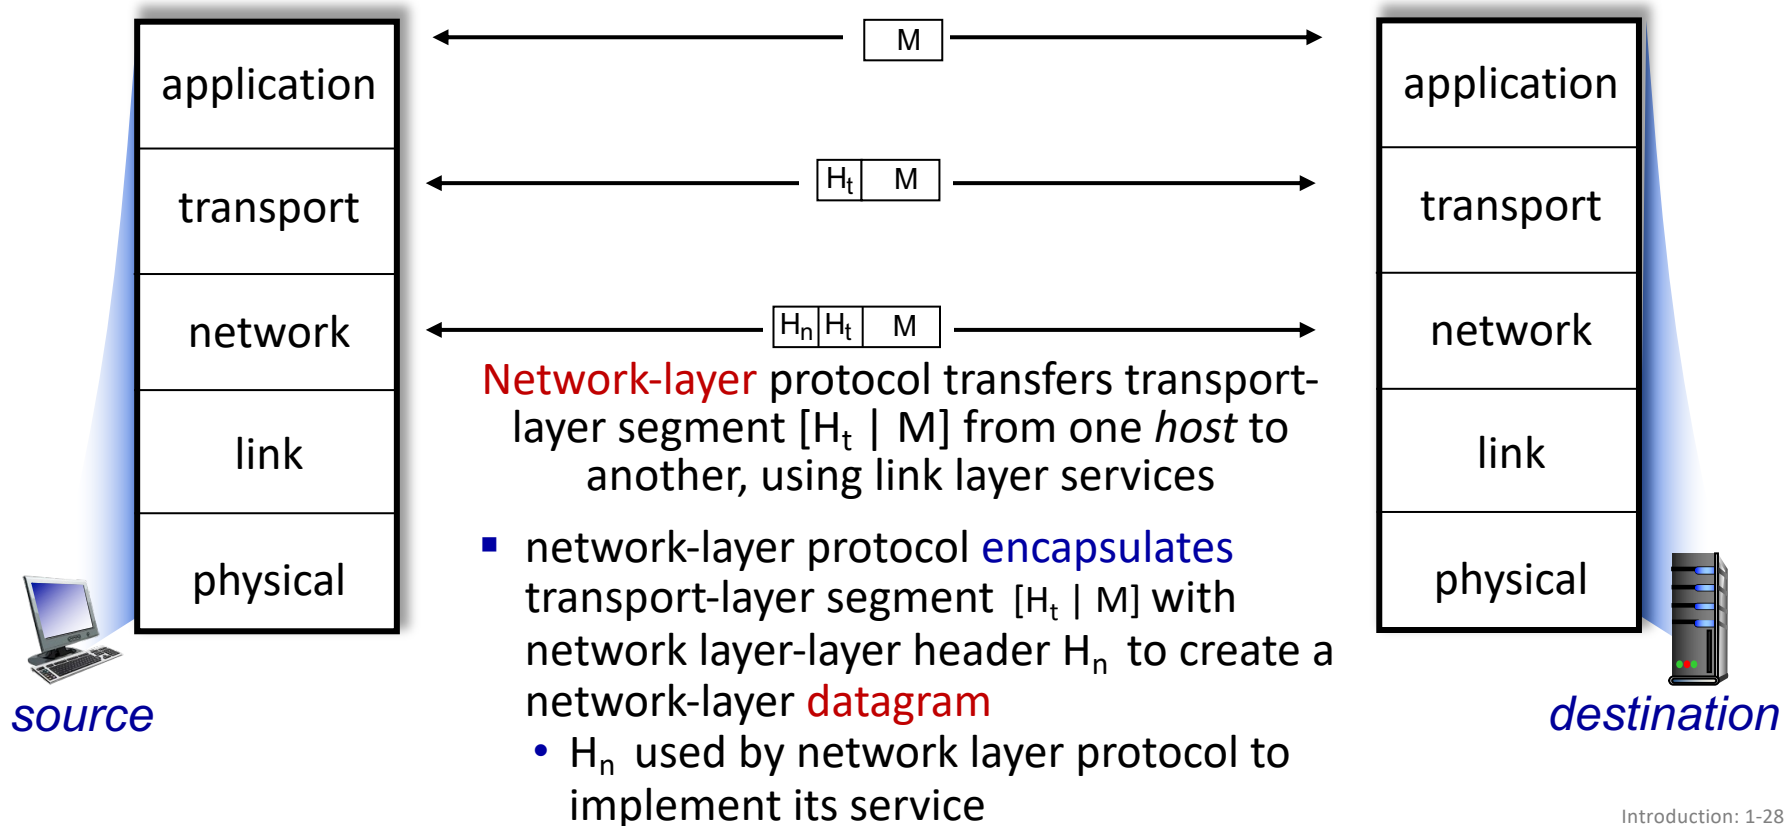 application
transport
network
link
physical
source
M
Hₜ M
Hₙ Hₜ M
Network-layer protocol transfers transport-
layer segment [Hₜ | M] from one host to
another, using link layer services
▪ network-layer protocol encapsulates
transport-layer segment [Hₜ | M] with
network layer-layer header Hₙ to create a
network-layer datagram
• Hₙ used by network layer protocol to
implement its service
application
transport
network
link
physical
destination
Introduction: 1-28